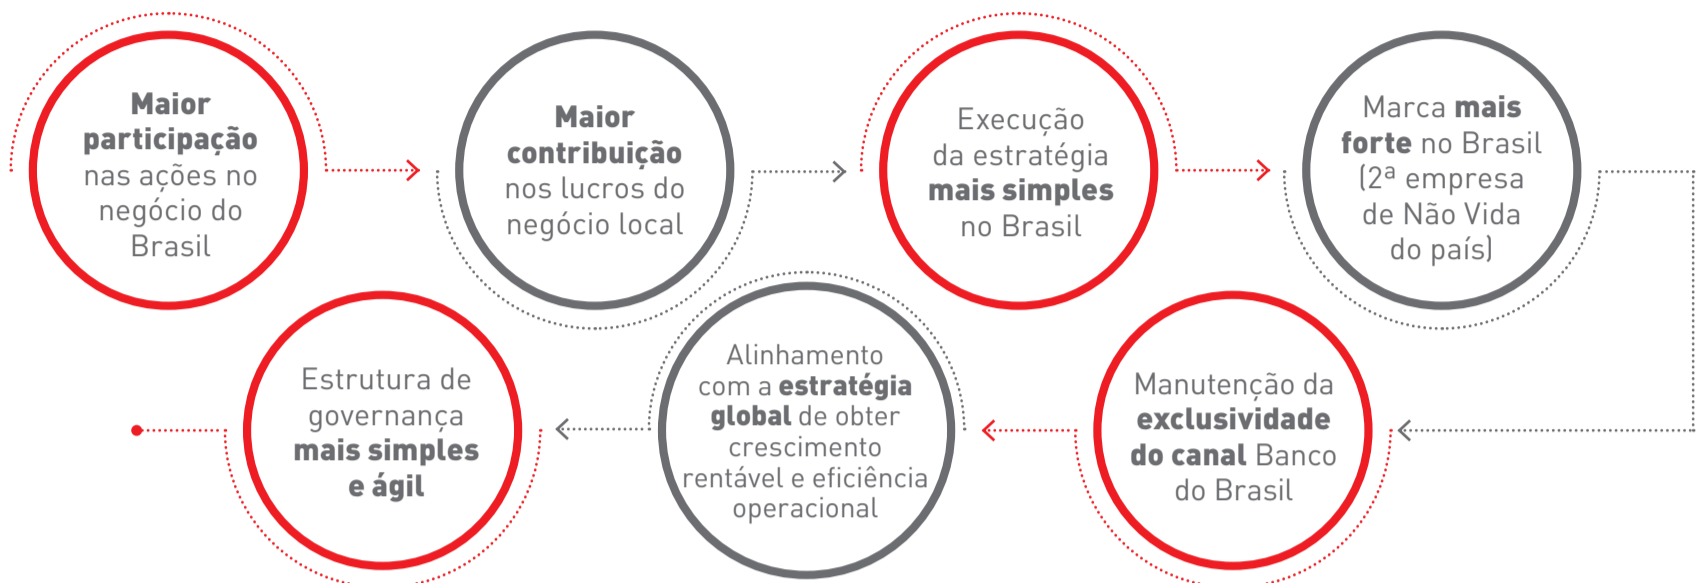 Maior
participação
nas ações no
negócio do
Brasil
Maior
contribuição
nos lucros do
negócio local
Execução
da estratégia
mais simples
no Brasil
Marca mais
forte no Brasil
(2ª empresa
de Não Vida
do país)
Manutenção da
exclusividade
do canal Banco
do Brasil
Alinhamento
com a estratégia
global de obter
crescimento
rentável e eficiência
operacional
Estrutura de
governança
mais simples
e ágil